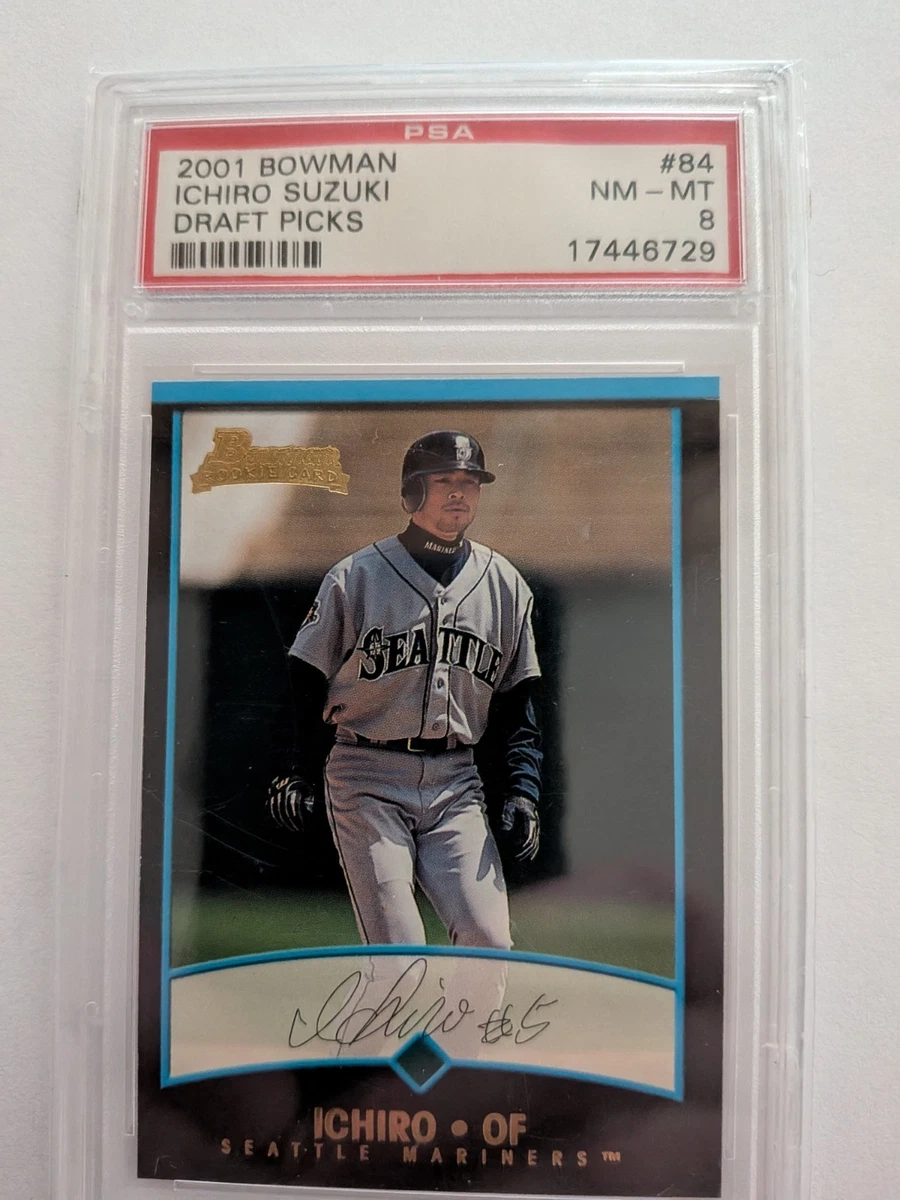 PSA
2001 BOWMAN #84
ICHIRO SUZUKI NM - MT
DRAFT PICKS 8
17446729
Bowman
ROOKIE CARD
S
MARINERS
SEATTLE
Ichiro #5
ICHIRO • OF
SEATTLE MARINERS™